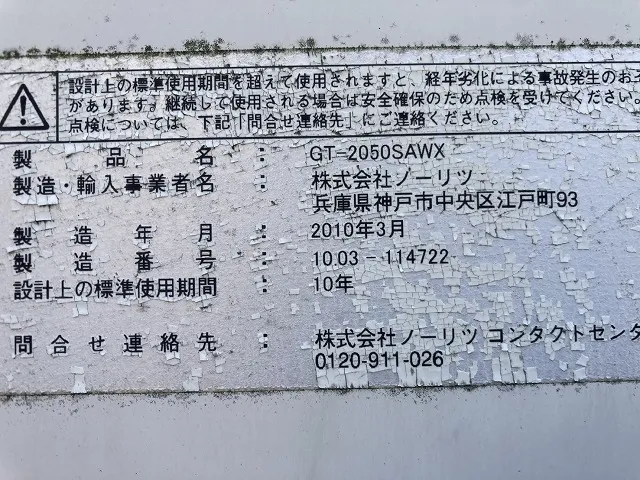 設計上の標準使用期間を超えて使用されますと、経年劣化による事故発生のおそ
があります。継続して使用される場合は安全確保のため点検を受けてください。
点検については、下記「問合せ連絡先」にご連絡ください。
製品名 : GT-2050SAWX
製造・輸入事業者名 : 株式会社ノーリツ
兵庫県神戸市中央区江戸町93
製造年月 : 2010年3月
製造番号 : 10.03-114722
設計上の標準使用期間 : 10年
問合せ連絡先 : 株式会社ノーリツ コンタクトセンタ
0120-911-026